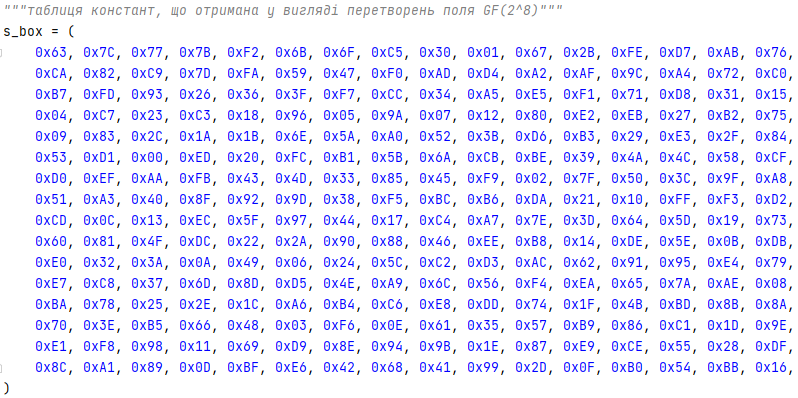 """таблиця констант, що отримана у вигляді перетворень поля GF(2^8)"""
s_box = (
0x63, 0x7C, 0x77, 0x7B, 0xF2, 0x6B, 0x6F, 0xC5, 0x30, 0x01, 0x67, 0x2B, 0xFE, 0xD7, 0xAB, 0x76,
0xCA, 0x82, 0xC9, 0x7D, 0xFA, 0x59, 0x47, 0xF0, 0xAD, 0xD4, 0xA2, 0xAF, 0x9C, 0xA4, 0x72, 0xC0,
0xB7, 0xFD, 0x93, 0x26, 0x36, 0x3F, 0xF7, 0xCC, 0x34, 0xA5, 0xE5, 0xF1, 0x71, 0xD8, 0x31, 0x15,
0x04, 0xC7, 0x23, 0xC3, 0x18, 0x96, 0x05, 0x9A, 0x07, 0x12, 0x80, 0xE2, 0xEB, 0x27, 0xB2, 0x75,
0x09, 0x83, 0x2C, 0x1A, 0x1B, 0x6E, 0x5A, 0xA0, 0x52, 0x3B, 0xD6, 0xB3, 0x29, 0xE3, 0x2F, 0x84,
0x53, 0xD1, 0x00, 0xED, 0x20, 0xFC, 0xB1, 0x5B, 0x6A, 0xCB, 0xBE, 0x39, 0x4A, 0x4C, 0x58, 0xCF,
0xD0, 0xEF, 0xAA, 0xFB, 0x43, 0x4D, 0x33, 0x85, 0x45, 0xF9, 0x02, 0x7F, 0x50, 0x3C, 0x9F, 0xA8,
0x51, 0xA3, 0x40, 0x8F, 0x92, 0x9D, 0x38, 0xF5, 0xBC, 0xB6, 0xDA, 0x21, 0x10, 0xFF, 0xF3, 0xD2,
0xCD, 0x0C, 0x13, 0xEC, 0x5F, 0x97, 0x44, 0x17, 0xC4, 0xA7, 0x7E, 0x3D, 0x64, 0x5D, 0x19, 0x73,
0x60, 0x81, 0x4F, 0xDC, 0x22, 0x2A, 0x90, 0x88, 0x46, 0xEE, 0xB8, 0x14, 0xDE, 0x5E, 0x0B, 0xDB,
0xE0, 0x32, 0x3A, 0x0A, 0x49, 0x06, 0x24, 0x5C, 0xC2, 0xD3, 0xAC, 0x62, 0x91, 0x95, 0xE4, 0x79,
0xE7, 0xC8, 0x37, 0x6D, 0x8D, 0xD5, 0x4E, 0xA9, 0x6C, 0x56, 0xF4, 0xEA, 0x65, 0x7A, 0xAE, 0x08,
0xBA, 0x78, 0x25, 0x2E, 0x1C, 0xA6, 0xB4, 0xC6, 0xE8, 0xDD, 0x74, 0x1F, 0x4B, 0xBD, 0x8B, 0x8A,
0x70, 0x3E, 0xB5, 0x66, 0x48, 0x03, 0xF6, 0x0E, 0x61, 0x35, 0x57, 0xB9, 0x86, 0xC1, 0x1D, 0x9E,
0xE1, 0xF8, 0x98, 0x11, 0x69, 0xD9, 0x8E, 0x94, 0x9B, 0x1E, 0x87, 0xE9, 0xCE, 0x55, 0x28, 0xDF,
0x8C, 0xA1, 0x89, 0x0D, 0xBF, 0xE6, 0x42, 0x68, 0x41, 0x99, 0x2D, 0x0F, 0xB0, 0x54, 0xBB, 0x16,
)